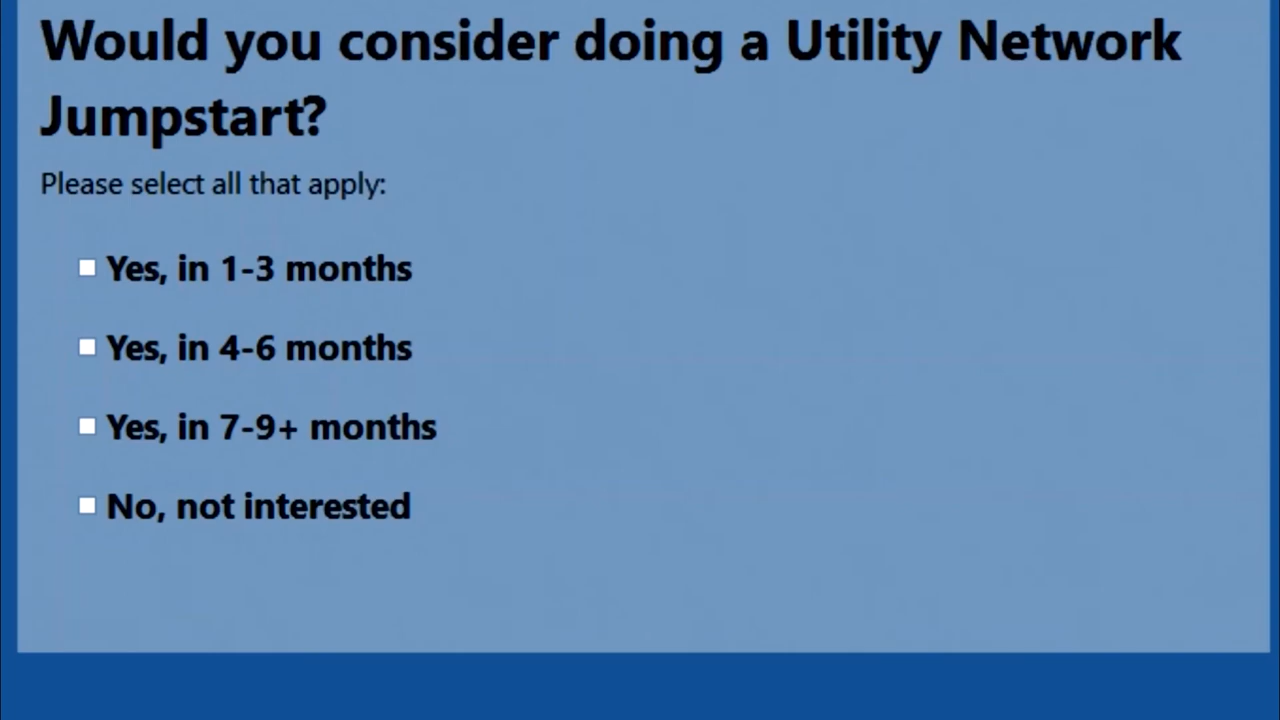 Would you consider doing a Utility Network
Jumpstart?
Please select all that apply:
Yes, in 1-3 months
Yes, in 4-6 months
Yes, in 7-9+ months
No, not interested